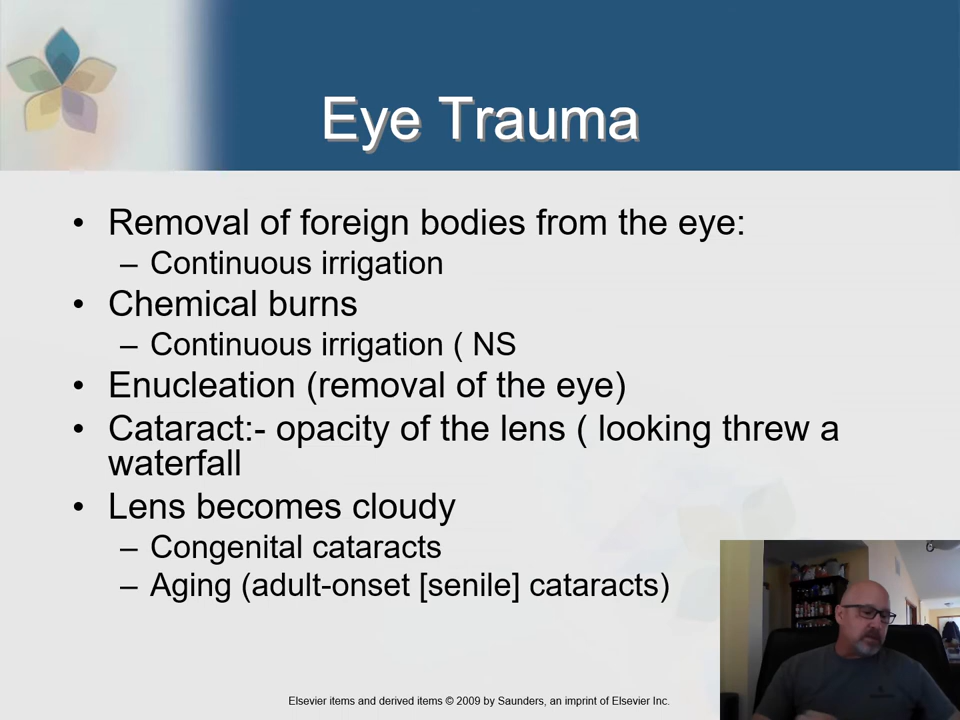 Eye Trauma
• Removal of foreign bodies from the eye:
– Continuous irrigation
• Chemical burns
– Continuous irrigation ( NS
• Enucleation (removal of the eye)
• Cataract:- opacity of the lens ( looking threw a
waterfall
• Lens becomes cloudy
– Congenital cataracts
– Aging (adult-onset [senile] cataracts)
Elsevier items and derived items © 2009 by Saunders, an imprint of Elsevier Inc.